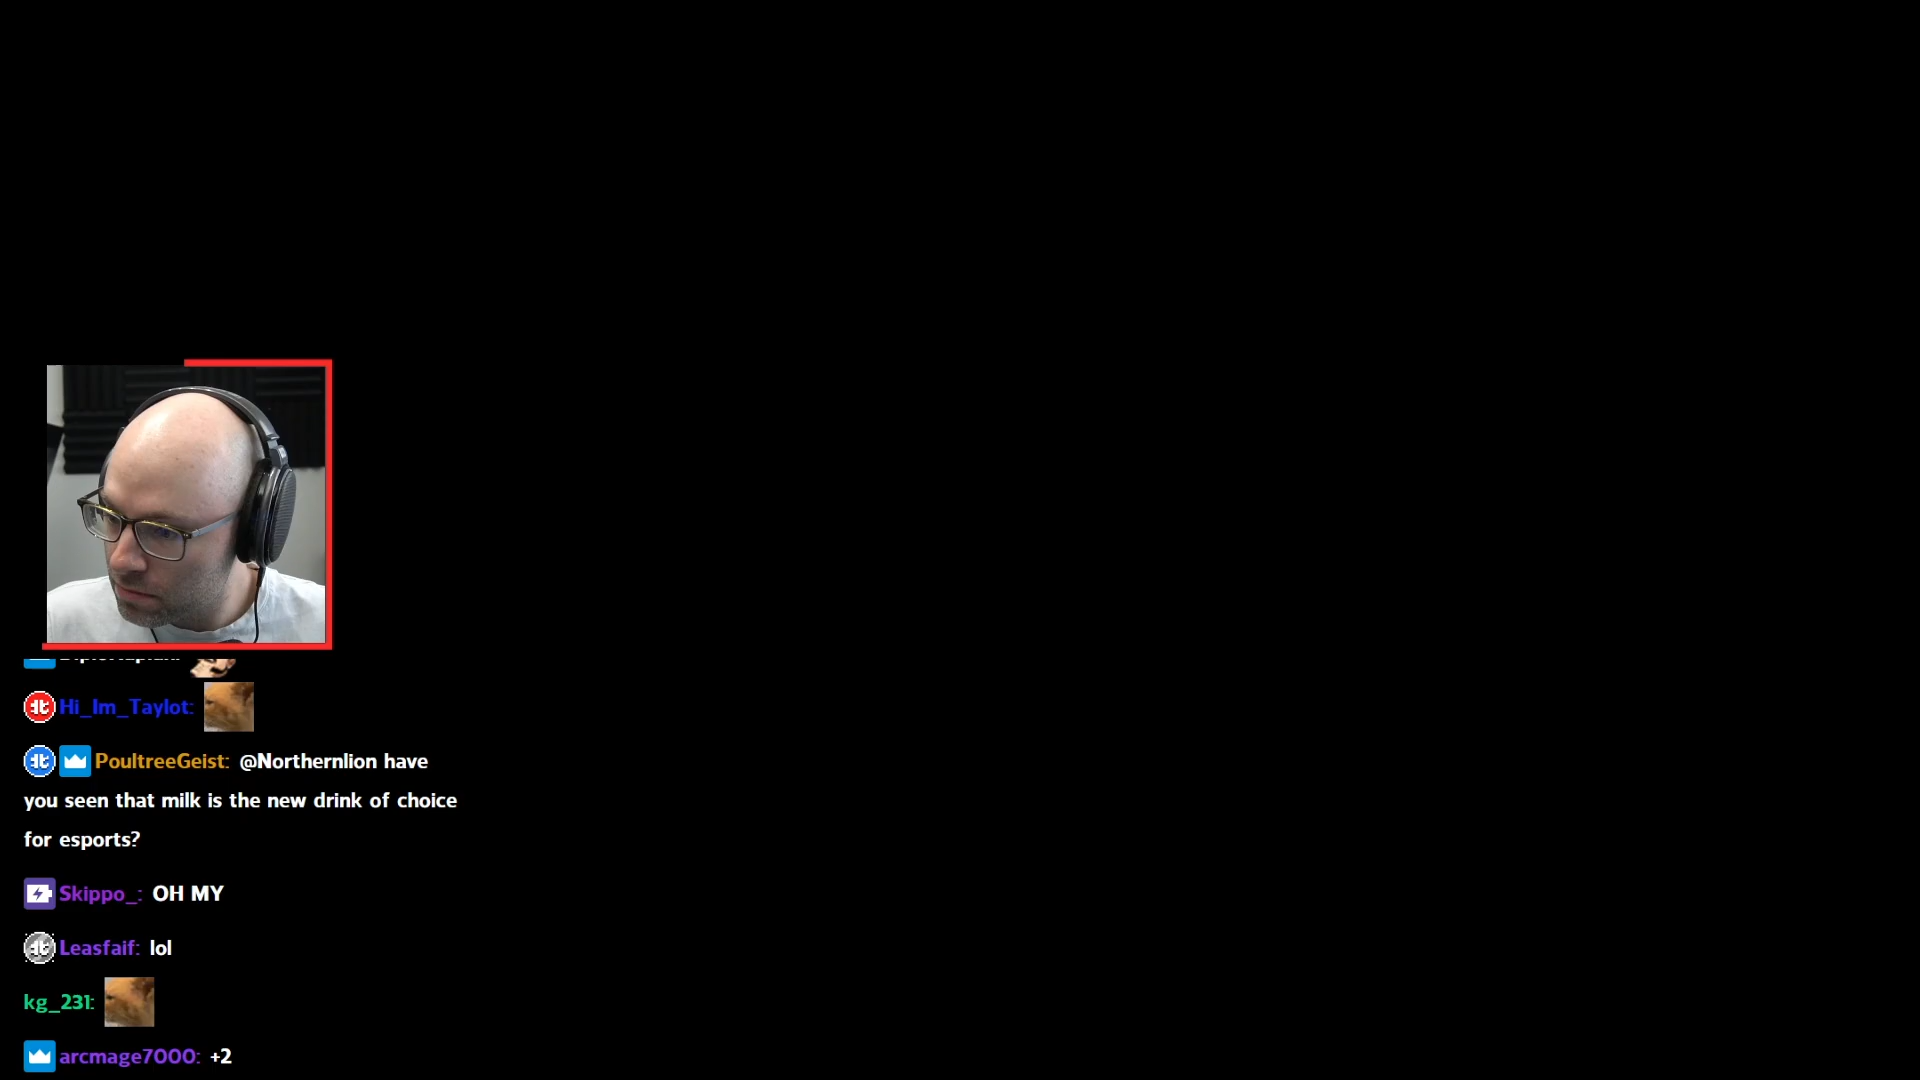 Hi_Im_Taylot:
PoultreeGeist: @Northernlion have
you seen that milk is the new drink of choice
for esports?
Skippo_: OH MY
Leasfaif: lol
kg_231:
arcmage7000: +2